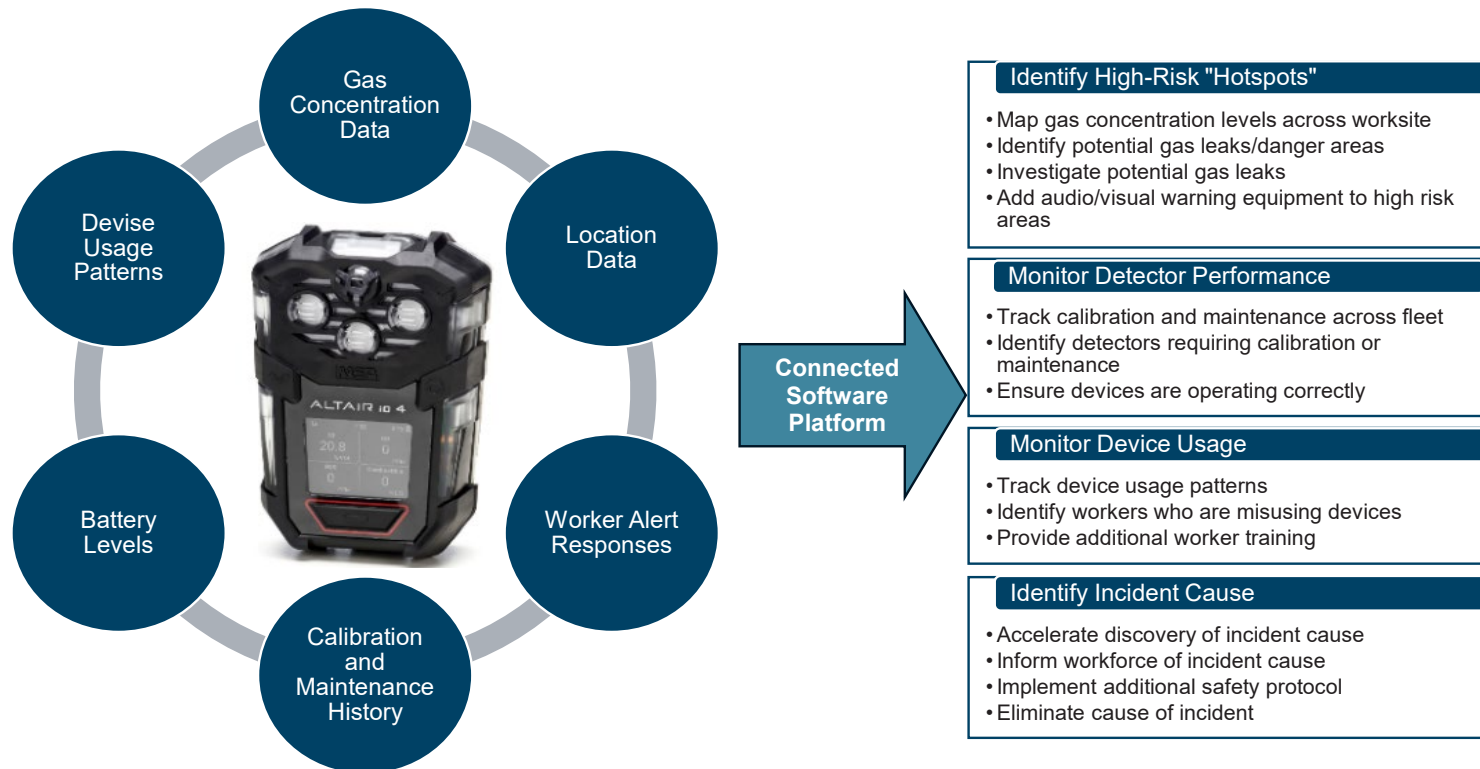 Gas
Concentration
Data
Location
Data
Worker Alert
Responses
Calibration
and
Maintenance
History
Battery
Levels
Devise
Usage
Patterns
MSA
ALTAIR io 4
20.8
0
0
0
Connected
Software
Platform
Identify High-Risk "Hotspots"
• Map gas concentration levels across worksite
• Identify potential gas leaks/danger areas
• Investigate potential gas leaks
• Add audio/visual warning equipment to high risk
areas
Monitor Detector Performance
• Track calibration and maintenance across fleet
• Identify detectors requiring calibration or
maintenance
• Ensure devices are operating correctly
Monitor Device Usage
• Track device usage patterns
• Identify workers who are misusing devices
• Provide additional worker training
Identify Incident Cause
• Accelerate discovery of incident cause
• Inform workforce of incident cause
• Implement additional safety protocol
• Eliminate cause of incident